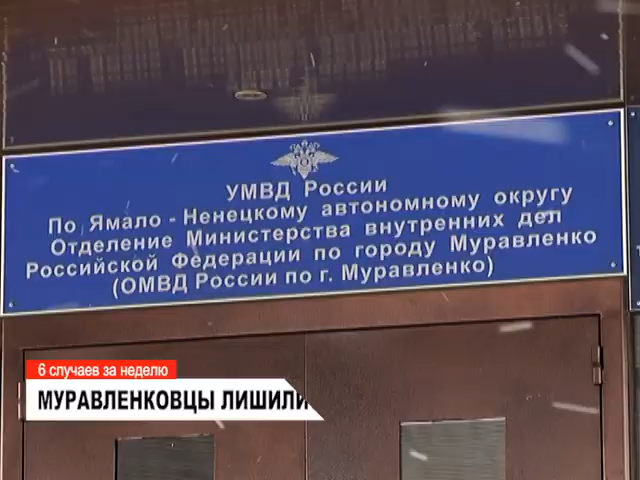 УМВД России
По Ямало - Ненецкому автономному округу
Отделение Министерства внутренних дел
Российской Федерации по городу Муравленко
(ОМВД России по г. Муравленко)
6 случаев за неделю
МУРАВЛЕНКОВЦЫ ЛИШИЛИ